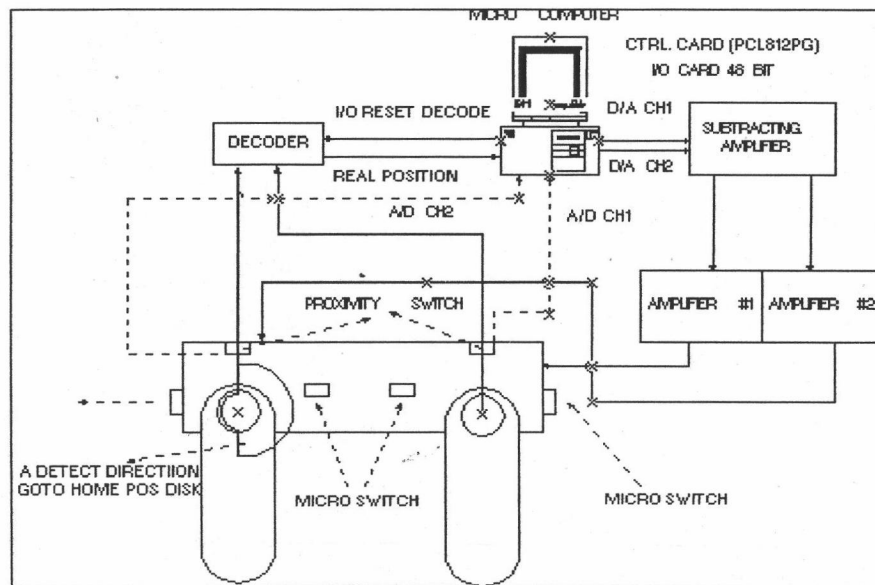 MICRO COMPUTER
CTRL. CARD (PCL812PG)
I/O CARD 48 BIT
I/O RESET DECODE
D/A CH1
DECODER
SUBTRACTING.
AMPLIFIER
REAL POSITION
D/A CH2
A/D CH2
A/D CH1
PROXIMITY SWITCH
AMPLIFIER #1
AMPLIFIER #2
A DETECT DIRECTIION
GOTO HOME POS DISK
MICRO SWITCH
MICRO SWITCH